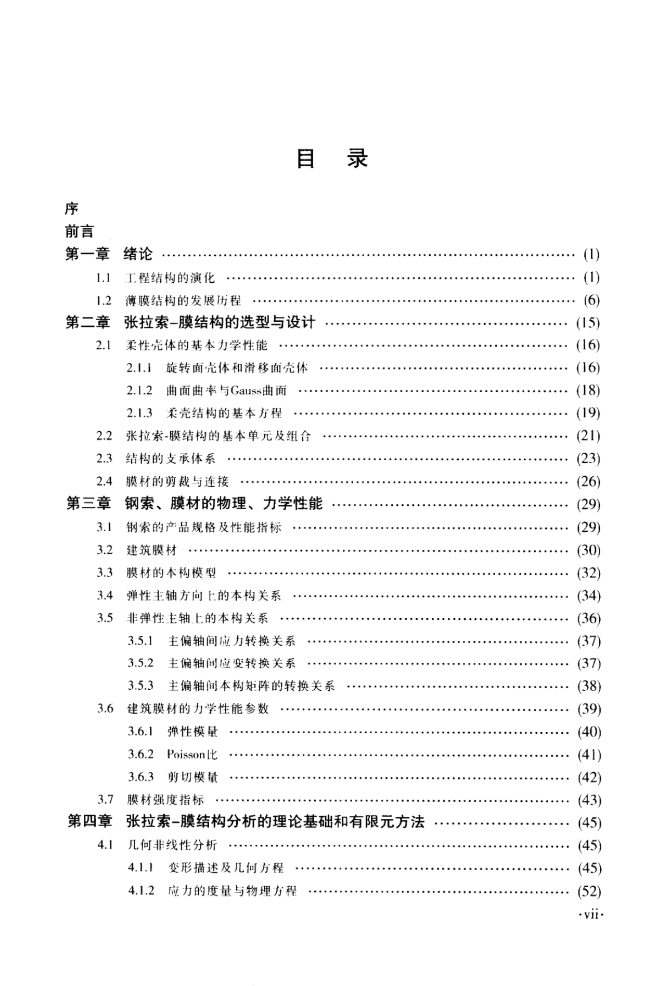 目 录
序
前言
第一章 绪论 …… (1)
1.1 工程结构的演化 …… (1)
1.2 薄膜结构的发展历程 …… (6)
第二章 张拉索-膜结构的选型与设计 …… (15)
2.1 柔性壳体的基本力学性能 …… (16)
2.1.1 旋转面壳体和滑移面壳体 …… (16)
2.1.2 曲面曲率与Gauss曲面 …… (18)
2.1.3 柔壳结构的基本方程 …… (19)
2.2 张拉索-膜结构的基本单元及组合 …… (21)
2.3 结构的支承体系 …… (23)
2.4 膜材的剪裁与连接 …… (26)
第三章 钢索、膜材的物理、力学性能 …… (29)
3.1 钢索的产品规格及性能指标 …… (29)
3.2 建筑膜材 …… (30)
3.3 膜材的本构模型 …… (32)
3.4 弹性主轴方向上的本构关系 …… (34)
3.5 非弹性主轴上的本构关系 …… (36)
3.5.1 主偏轴间应力转换关系 …… (37)
3.5.2 主偏轴间应变转换关系 …… (37)
3.5.3 主偏轴间本构矩阵的转换关系 …… (38)
3.6 建筑膜材的力学性能参数 …… (39)
3.6.1 弹性模量 …… (40)
3.6.2 Poisson比 …… (41)
3.6.3 剪切模量 …… (42)
3.7 膜材强度指标 …… (43)
第四章 张拉索-膜结构分析的理论基础和有限元方法 …… (45)
4.1 几何非线性分析 …… (45)
4.1.1 变形描述及几何方程 …… (45)
4.1.2 应力的度量与物理方程 …… (52)
·vii·